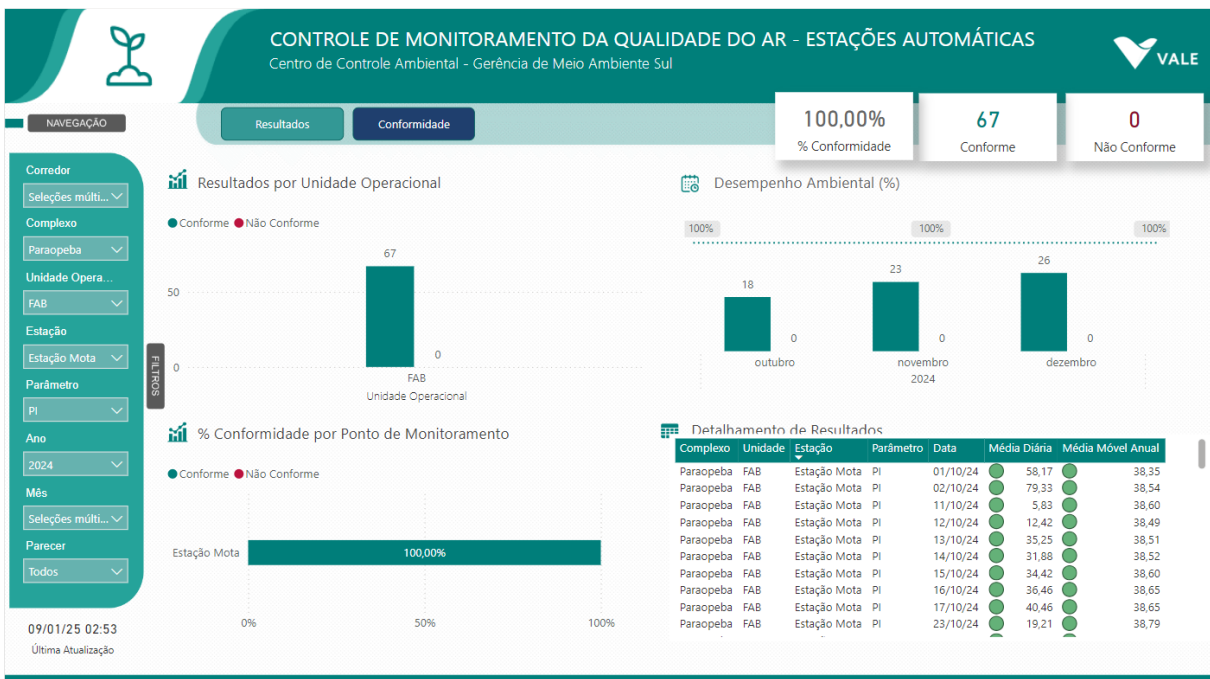 CONTROLE DE MONITORAMENTO DA QUALIDADE DO AR - ESTAÇÕES AUTOMÁTICAS
Centro de Controle Ambiental - Gerência de Meio Ambiente Sul
VALE
NAVEGAÇÃO
Resultados
Conformidade
100,00%
% Conformidade
67
Conforme
0
Não Conforme
Corredor
Seleções múlti...
Complexo
Paraopeba
Unidade Opera...
FAB
Estação
Estação Mota
Parâmetro
PI
Ano
2024
Mês
Seleções múlti...
Parecer
Todos
09/01/25 02:53
Última Atualização
FILTROS
Resultados por Unidade Operacional
Conforme Não Conforme
67
50
0
0
FAB
Unidade Operacional
Desempenho Ambiental (%)
100% 100% 100%
18 0 23 0 26 0
outubro novembro dezembro
2024
% Conformidade por Ponto de Monitoramento
Conforme Não Conforme
Estação Mota 100,00%
0% 50% 100%
Detalhamento de Resultados
Complexo Unidade Estação Parâmetro Data Média Diária Média Móvel Anual
Paraopeba FAB Estação Mota PI 01/10/24 58,17 38,35
Paraopeba FAB Estação Mota PI 02/10/24 79,33 38,54
Paraopeba FAB Estação Mota PI 11/10/24 5,83 38,60
Paraopeba FAB Estação Mota PI 12/10/24 12,42 38,49
Paraopeba FAB Estação Mota PI 13/10/24 35,25 38,51
Paraopeba FAB Estação Mota PI 14/10/24 31,88 38,52
Paraopeba FAB Estação Mota PI 15/10/24 34,42 38,60
Paraopeba FAB Estação Mota PI 16/10/24 36,46 38,65
Paraopeba FAB Estação Mota PI 17/10/24 40,46 38,65
Paraopeba FAB Estação Mota PI 23/10/24 19,21 38,79